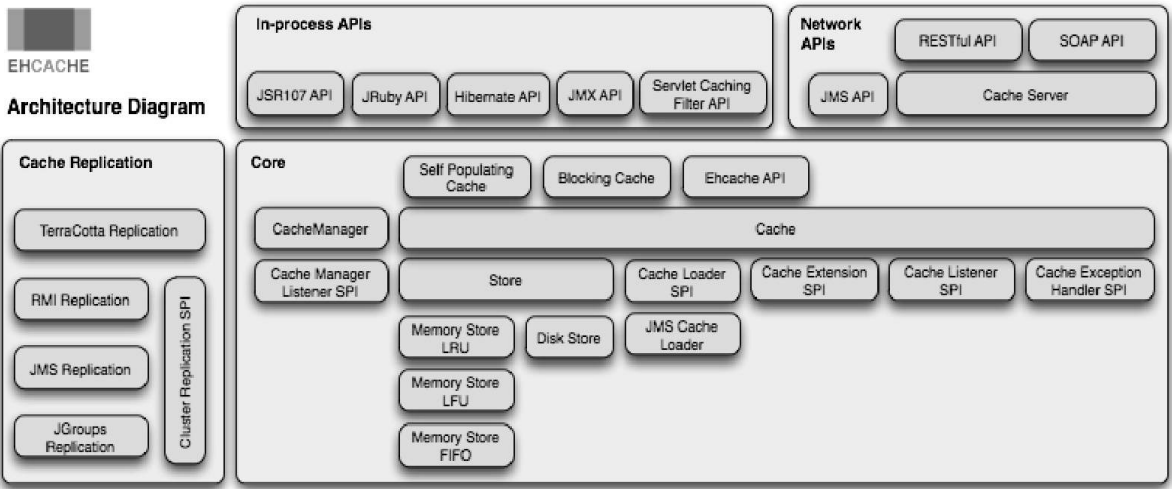 EHCACHE
Architecture Diagram
In-process APIs
JSR107 API
JRuby API
Hibernate API
JMX API
Servlet Caching
Filter API
Network
APIs
RESTful API
SOAP API
JMS API
Cache Server
Cache Replication
TerraCotta Replication
RMI Replication
JMS Replication
JGroups
Replication
Cluster Replication SPI
Core
Self Populating
Cache
Blocking Cache
Ehcache API
CacheManager
Cache
Cache Manager
Listener SPI
Store
Cache Loader
SPI
Cache Extension
SPI
Cache Listener
SPI
Cache Exception
Handler SPI
Memory Store
LRU
Disk Store
JMS Cache
Loader
Memory Store
LFU
Memory Store
FIFO